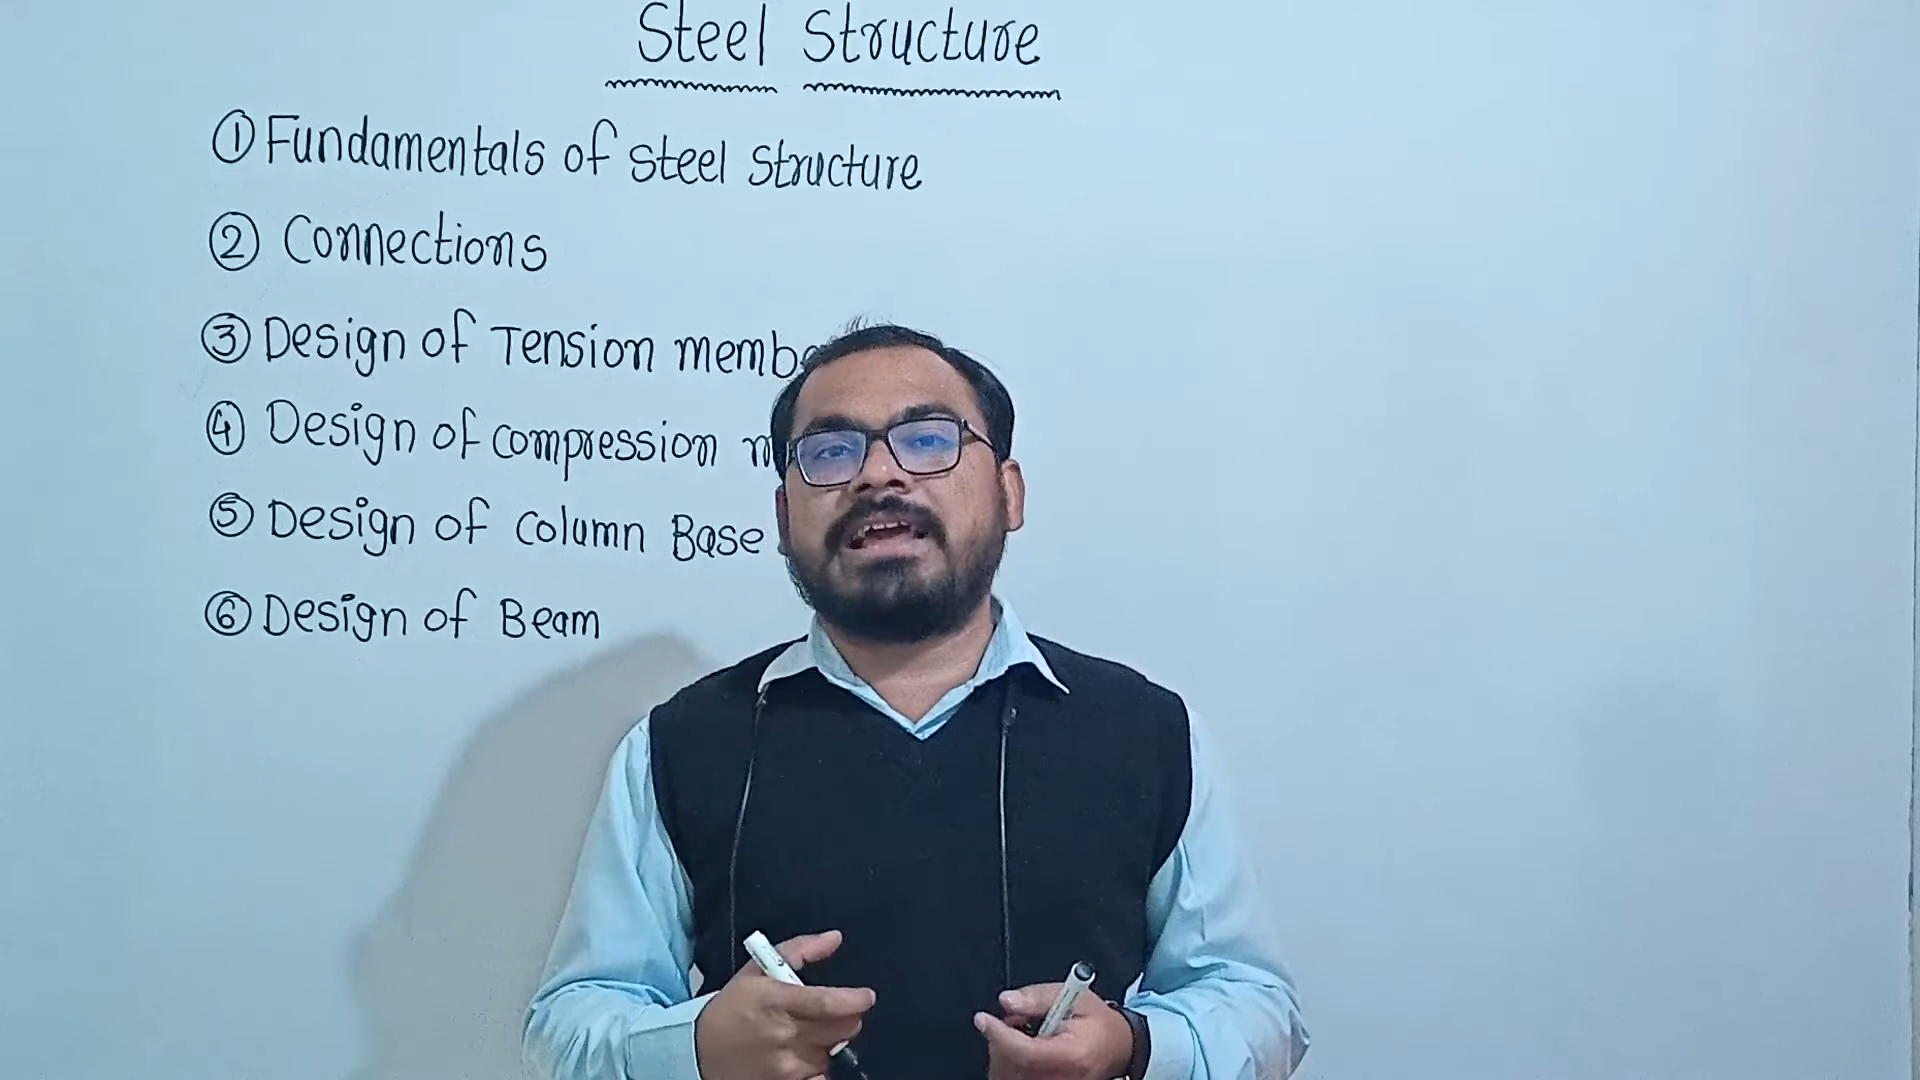 Steel Structure
① Fundamentals of Steel Structure
② Connections
③ Design of Tension
④ Design of compression
⑤ Design of Column Base
⑥ Design of Beam